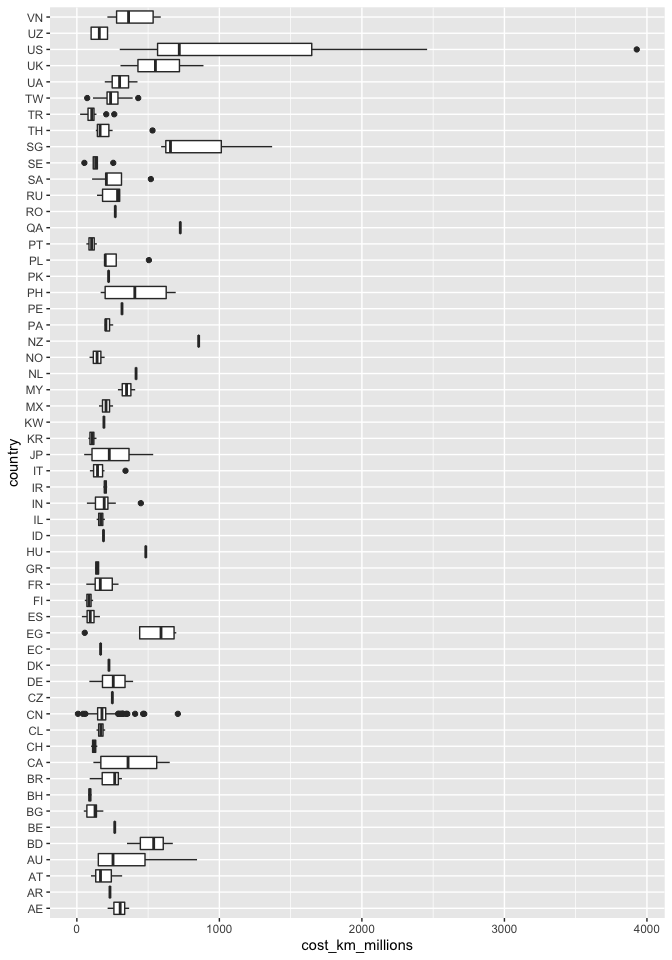 VN
UZ
US
UK
UA
TW
TR
TH
SG
SE
SA
RU
RO
QA
PT
PL
PK
PH
PE
PA
NZ
NO
NL
MY
MX
KW
KR
JP
IT
IR
IN
IL
ID
HU
GR
FR
FI
ES
EG
EC
DK
DE
CZ
CN
CL
CH
CA
BR
BH
BG
BE
BD
AU
AT
AR
AE
country
0 1000 2000 3000 4000
cost_km_millions